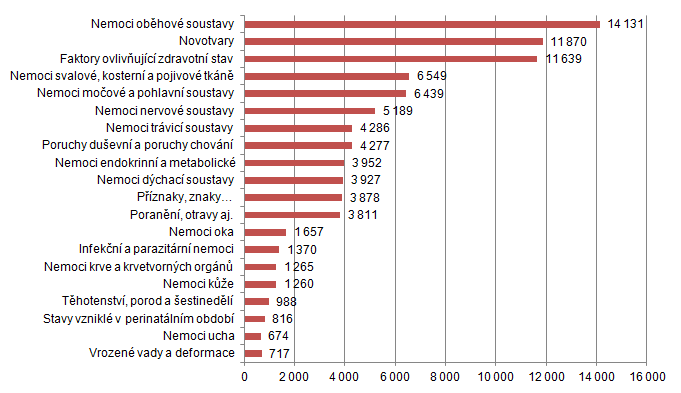 Nemoci oběhové soustavy 14 131
Novotvary 11 870
Faktory ovlivňující zdravotní stav 11 639
Nemoci svalové, kosterní a pojivové tkáně 6 549
Nemoci močové a pohlavní soustavy 6 439
Nemoci nervové soustavy 5 189
Nemoci trávicí soustavy 4 286
Poruchy duševní a poruchy chování 4 277
Nemoci endokrinní a metabolické 3 952
Nemoci dýchací soustavy 3 927
Příznaky, znaky… 3 878
Poranění, otravy aj. 3 811
Nemoci oka 1 657
Infekční a parazitární nemoci 1 370
Nemoci krve a krvetvorných orgánů 1 265
Nemoci kůže 1 260
Těhotenství, porod a šestinedělí 988
Stavy vzniklé v perinatálním období 816
Nemoci ucha 674
Vrozené vady a deformace 717
0 2 000 4 000 6 000 8 000 10 000 12 000 14 000 16 000